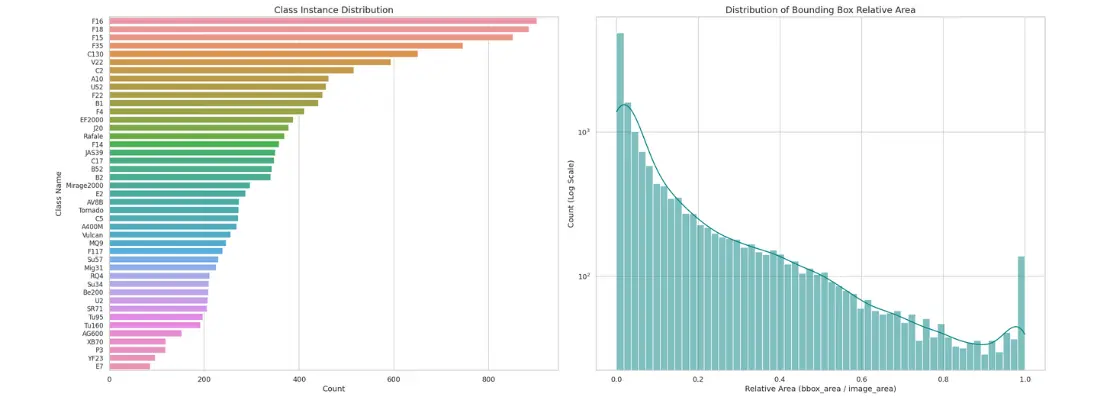 Class Instance Distribution
F16
F18
F15
F35
C130
V22
C2
A10
US2
F22
B1
F4
EF2000
J20
Rafale
F14
JAS39
C17
B52
B2
Mirage2000
E2
AV8B
Tornado
C5
A400M
Vulcan
MQ9
F117
Su57
Mig31
RQ4
Su34
Be200
U2
SR71
Tu95
Tu160
AG600
XB70
P3
YF23
E7
Class Name
0 200 400 600 800
Count
Distribution of Bounding Box Relative Area
10³
10²
Count (Log Scale)
0.0 0.2 0.4 0.6 0.8 1.0
Relative Area (bbox_area / image_area)